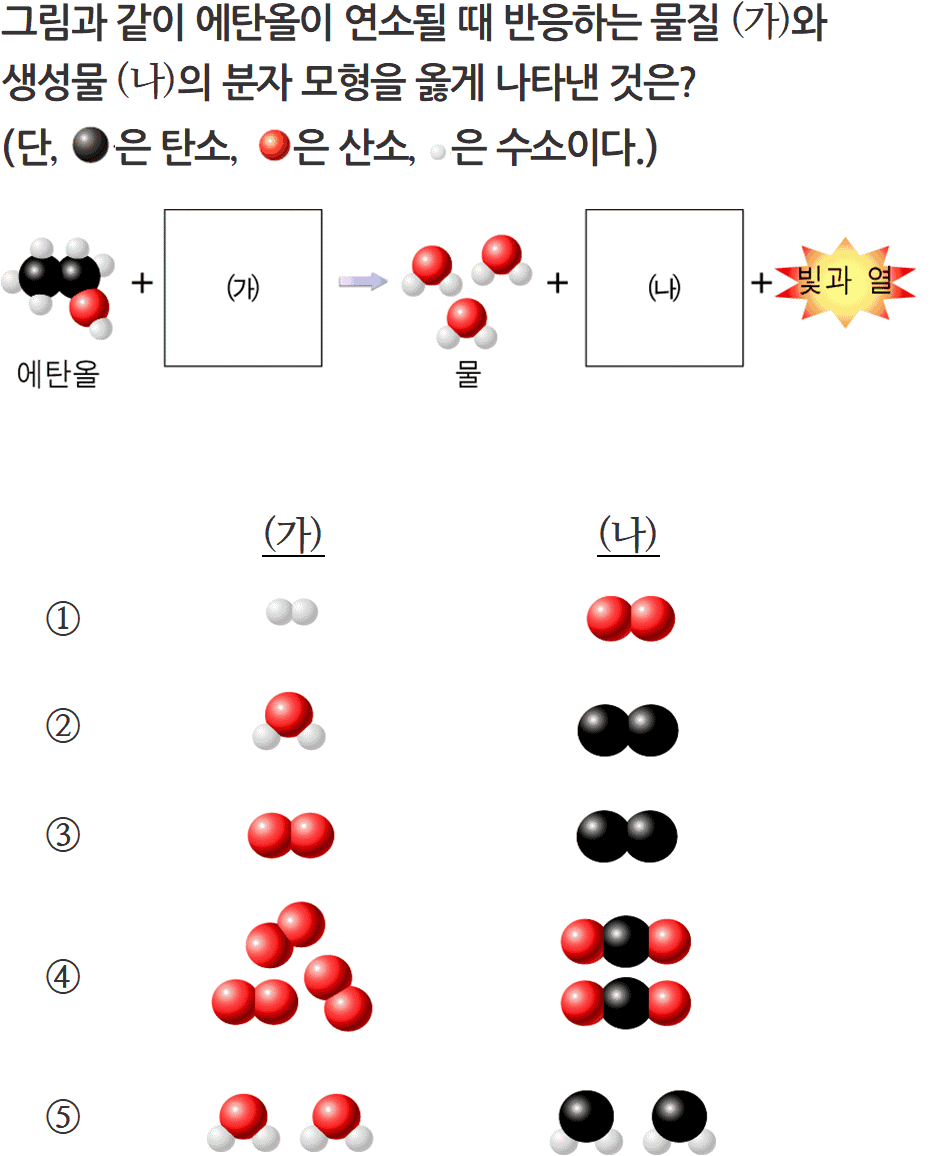 그림과 같이 에탄올이 연소될 때 반응하는 물질 (가)와
생성물 (나)의 분자 모형을 옳게 나타낸 것은?
(단, 은 탄소, 은 산소, 은 수소이다.)
+ (가) + (나) + 빛과 열
에탄올 물
(가) (나)
①
②
③
④
⑤